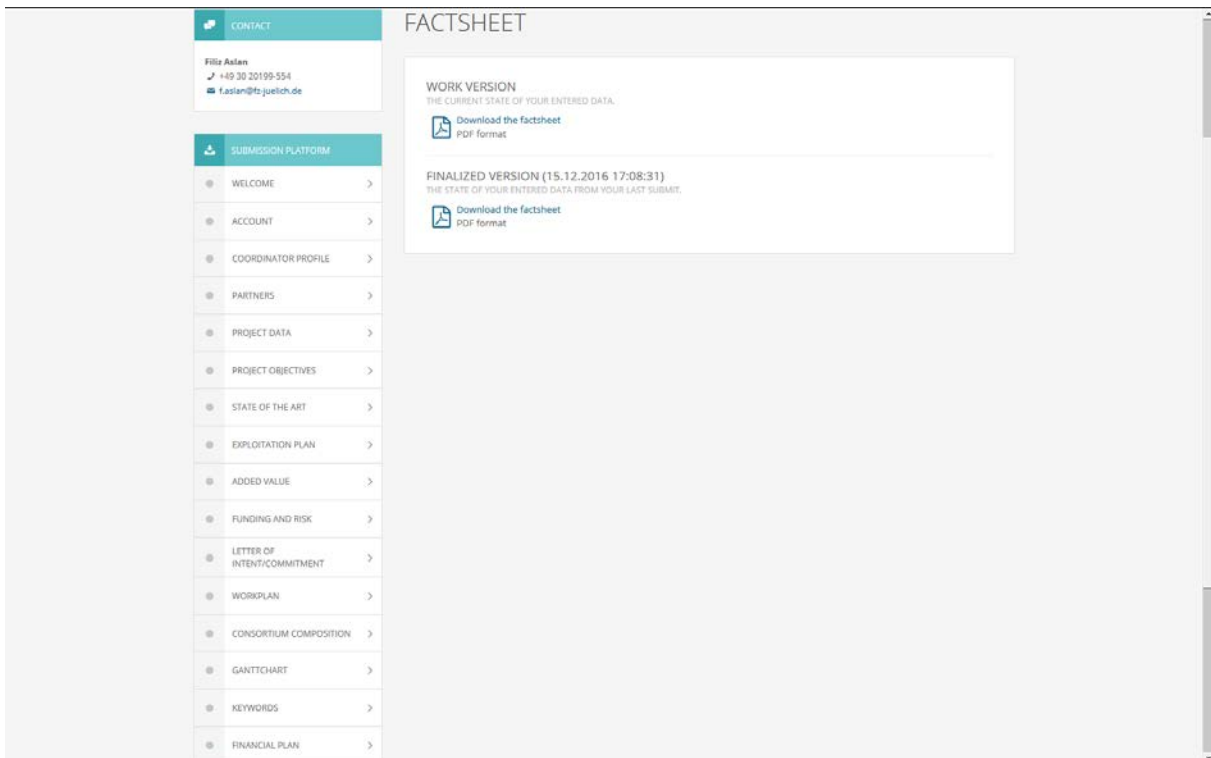 CONTACT
Filiz Aslan
+49 30 20199-554
f.aslan@fz-juelich.de
SUBMISSION PLATFORM
WELCOME
ACCOUNT
COORDINATOR PROFILE
PARTNERS
PROJECT DATA
PROJECT OBJECTIVES
STATE OF THE ART
EXPLOITATION PLAN
ADDED VALUE
FUNDING AND RISK
LETTER OF
INTENT/COMMITMENT
WORKPLAN
CONSORTIUM COMPOSITION
GANTTCHART
KEYWORDS
FINANCIAL PLAN
FACTSHEET
WORK VERSION
THE CURRENT STATE OF YOUR ENTERED DATA.
Download the factsheet
PDF format
FINALIZED VERSION (15.12.2016 17:08:31)
THE STATE OF YOUR ENTERED DATA FROM YOUR LAST SUBMIT.
Download the factsheet
PDF format